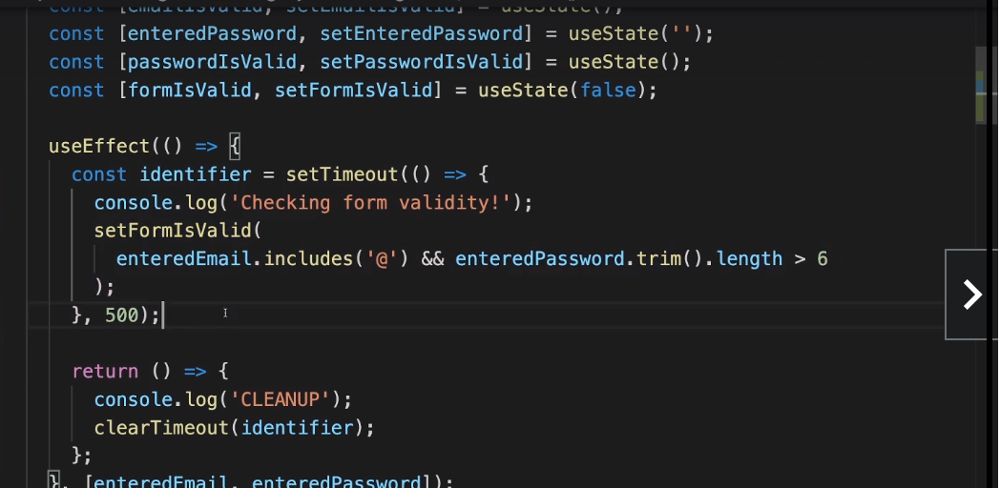 const [emailIsValid, setEmailIsValid] = useState();
const [enteredPassword, setEnteredPassword] = useState('');
const [passwordIsValid, setPasswordIsValid] = useState();
const [formIsValid, setFormIsValid] = useState(false);
useEffect(() => {
const identifier = setTimeout(() => {
console.log('Checking form validity!');
setFormIsValid(
enteredEmail.includes('@') && enteredPassword.trim().length > 6
);
}, 500);
return () => {
console.log('CLEANUP');
clearTimeout(identifier);
};
}, [enteredEmail, enteredPassword]);